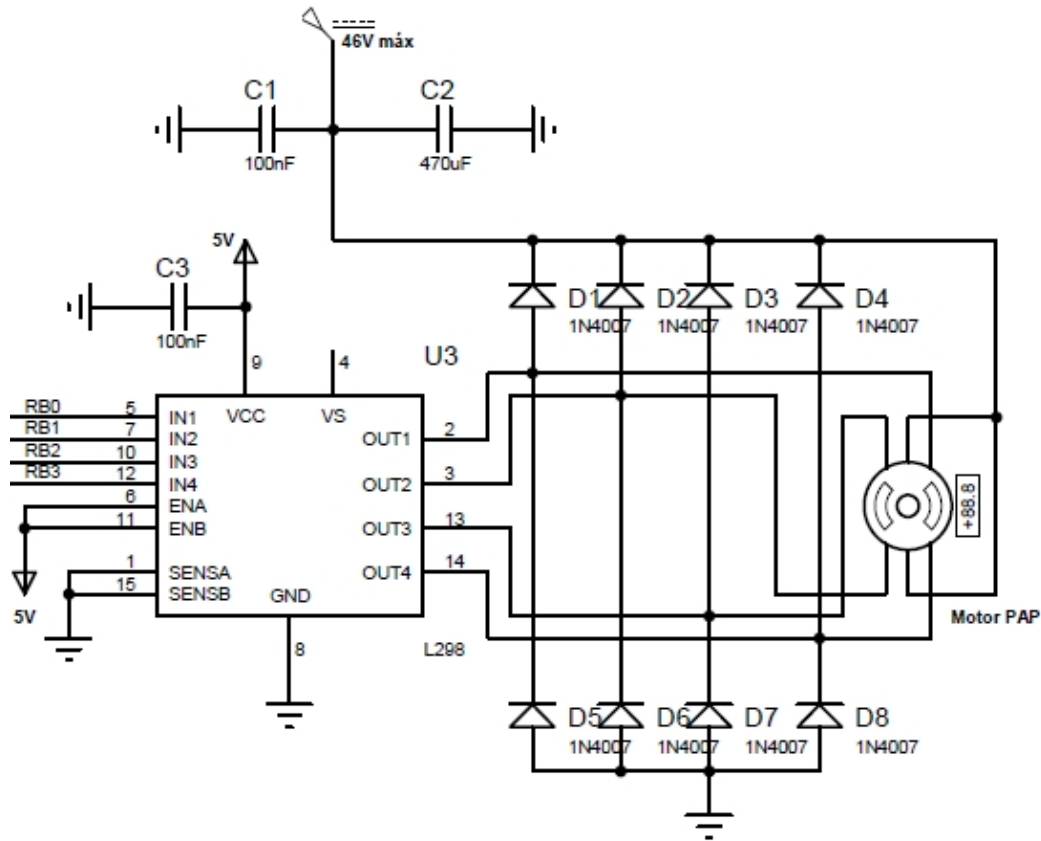 46V máx
C1
C2
100nF
470uF
5V
C3
100nF
D1
D2
D3
D4
1N4007
1N4007
1N4007
1N4007
9
4
U3
RB0
5
IN1
VCC
VS
RB1
7
IN2
OUT1
2
RB2
10
IN3
RB3
12
IN4
OUT2
3
6
ENA
11
ENB
OUT3
13
+88.8
1
SENSA
OUT4
14
15
SENSB
GND
5V
Motor PAP
8
L298
D5
D6
D7
D8
1N4007
1N4007
1N4007
1N4007